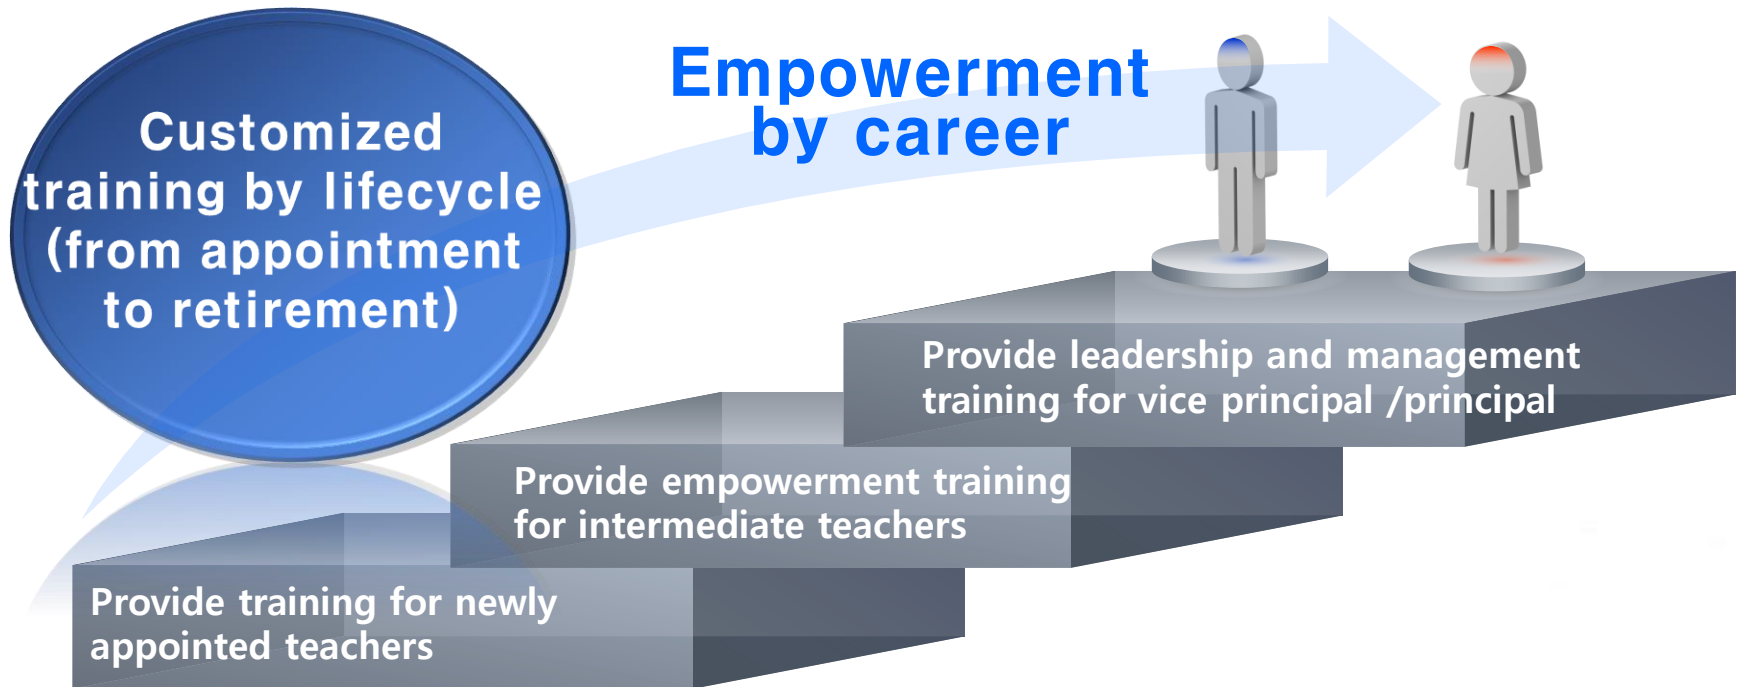 Customized
training by lifecycle
(from appointment
to retirement)
Empowerment
by career
Provide leadership and management
training for vice principal /principal
Provide empowerment training
for intermediate teachers
Provide training for newly
appointed teachers